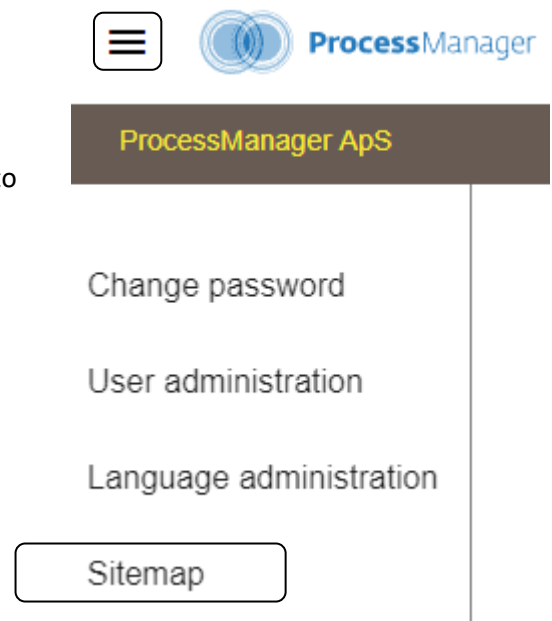 ProcessManager
ProcessManager ApS
Change password
User administration
Language administration
Sitemap